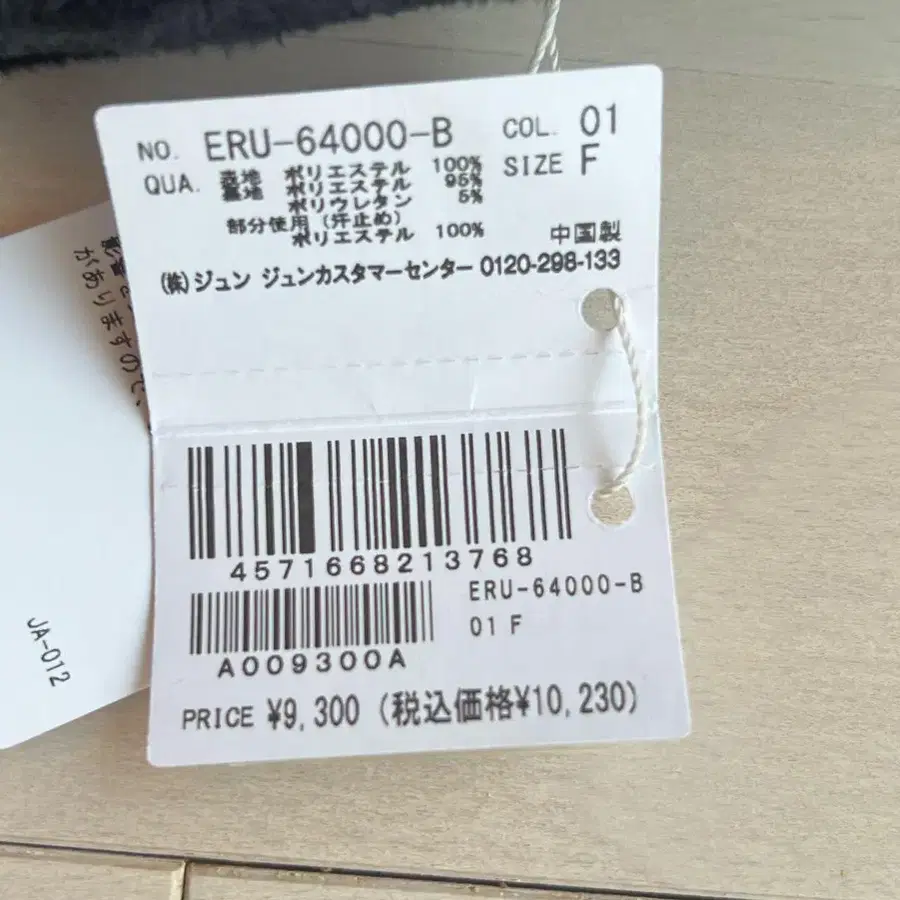 NO. ERU-64000-B COL. 01
QUA. 表地 ポリエステル 100% SIZE F
裏地 ポリエステル 95%
ポリウレタン 5%
部分使用(汗止め)
ポリエステル 100% 中国製
(株)ジュン ジュンカスタマーセンター 0120-298-133
4571668213768
ERU-64000-B
01 F
A009300A
PRICE ¥9,300 (税込価格¥10,230)
がありますので、
JA-012